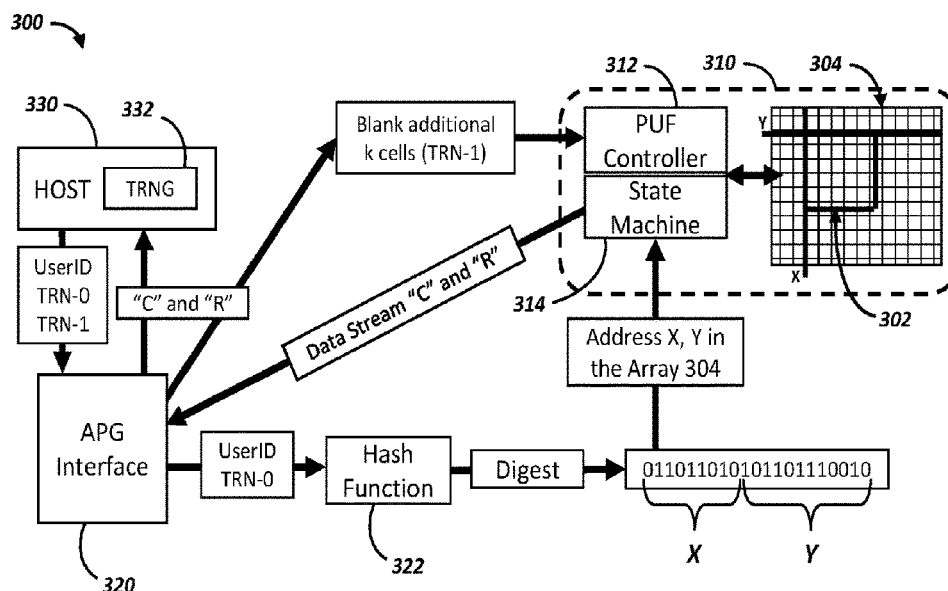 300
330
332
312
310
304
HOST
TRNG
Blank additional
k cells (TRN-1)
PUF
Controller
State
Machine
Y
X
UserID
TRN-0
TRN-1
"C" and "R"
Data Stream "C" and "R"
314
302
Address X, Y in
the Array 304
APG
Interface
UserID
TRN-0
Hash
Function
Digest
X
Y
320
322